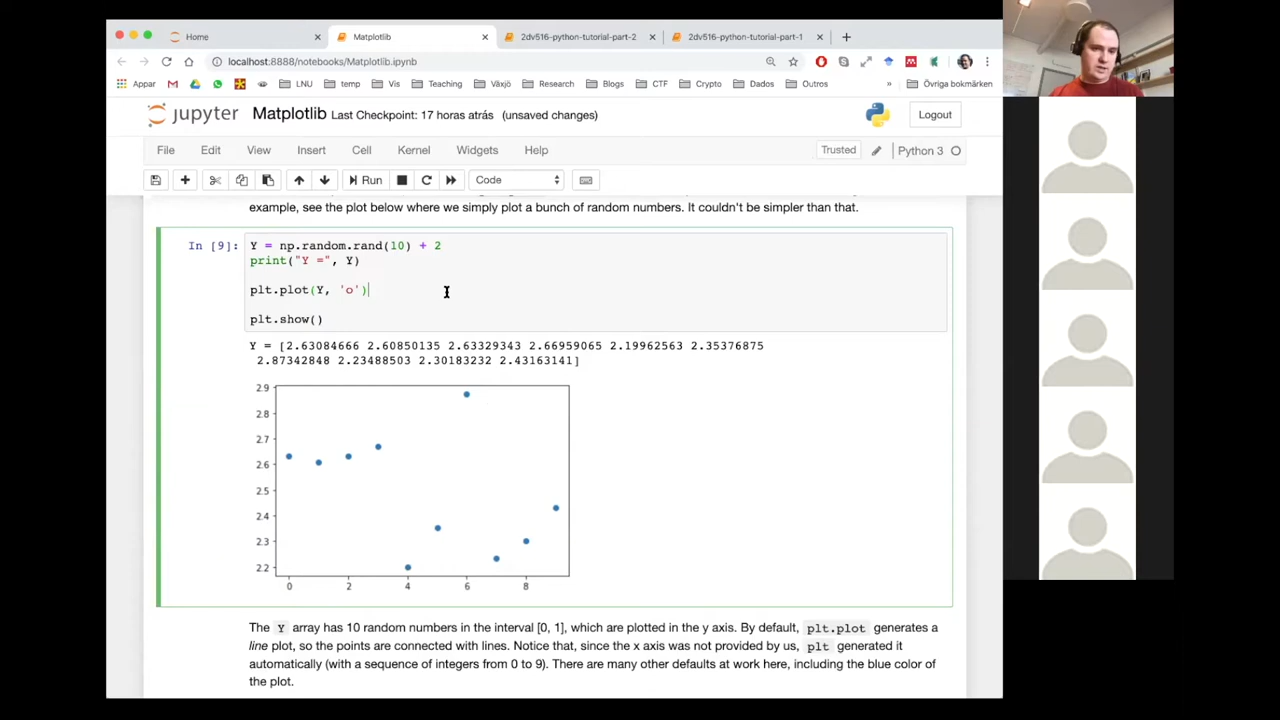 Home
Matplotlib
2dv516-python-tutorial-part-2
2dv516-python-tutorial-part-1
localhost:8888/notebooks/Matplotlib.ipynb
Appar LNU temp Vis Teaching Växjö Research Blogs CTF Crypto Dados Outros » Övriga bokmärken
jupyter Matplotlib Last Checkpoint: 17 horas atrás (unsaved changes) Logout
File Edit View Insert Cell Kernel Widgets Help Trusted Python 3
Run Code
example, see the plot below where we simply plot a bunch of random numbers. It couldn't be simpler than that.
In [9]: Y = np.random.rand(10) + 2
print("Y =", Y)
plt.plot(Y, 'o')
plt.show()
Y = [2.63084666 2.60850135 2.63329343 2.66959065 2.19962563 2.35376875
2.87342848 2.23488503 2.30183232 2.43163141]
2.9
2.8
2.7
2.6
2.5
2.4
2.3
2.2
0 2 4 6 8
The Y array has 10 random numbers in the interval [0, 1], which are plotted in the y axis. By default, plt.plot generates a
line plot, so the points are connected with lines. Notice that, since the x axis was not provided by us, plt generated it
automatically (with a sequence of integers from 0 to 9). There are many other defaults at work here, including the blue color of
the plot.